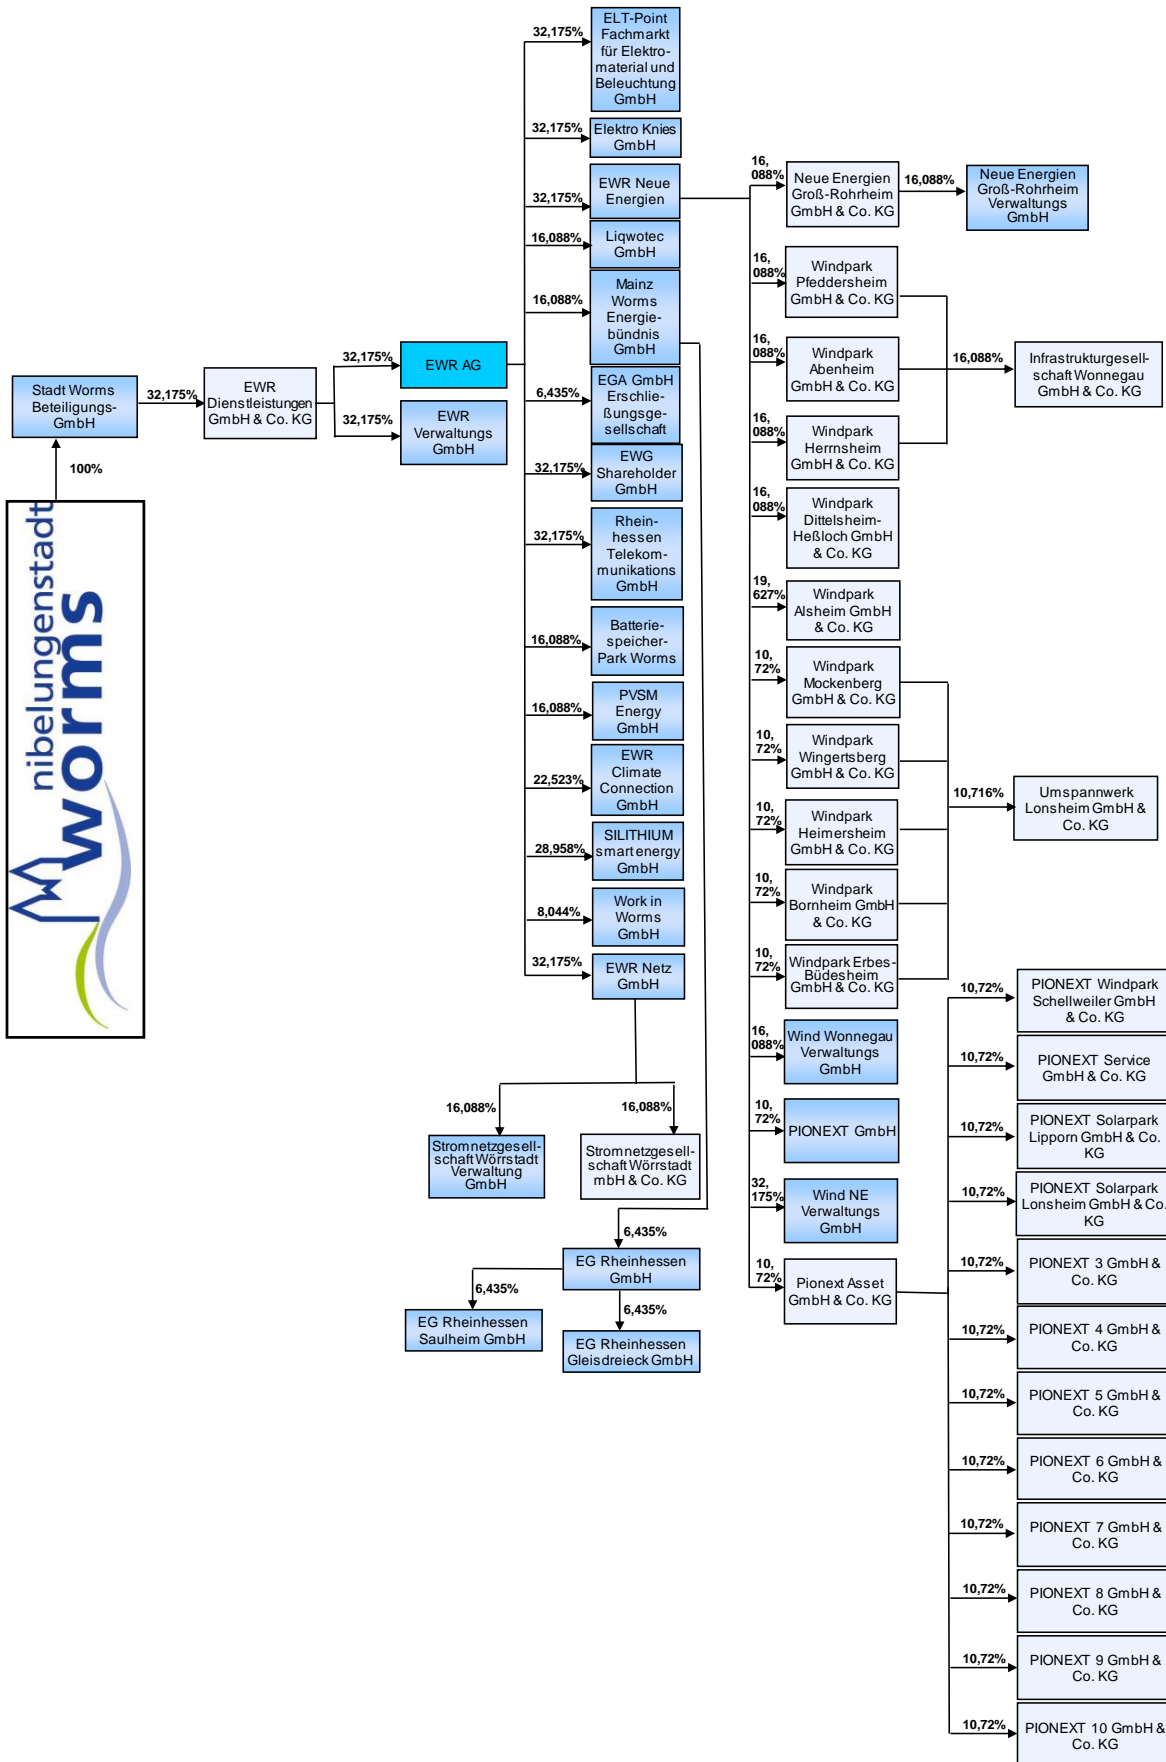 ELT-Point
Fachmarkt
für Elektro-
material und
Beleuchtung
GmbH
32,175%
Elektro Knies
GmbH
32,175%
EWR Neue
Energien
32,175%
Liqwotec
GmbH
16,088%
Mainz
Worms
Energie-
bündnis
GmbH
16,088%
EGA GmbH
Erschlie-
ßungsge-
sellschaft
6,435%
EWG
Shareholder
GmbH
32,175%
Rhein-
hessen
Telekom-
munikations
GmbH
32,175%
Batterie-
speicher-
Park Worms
16,088%
PVSM
Energy
GmbH
16,088%
EWR
Climate
Connection
GmbH
22,523%
SILITHIUM
smart energy
GmbH
28,958%
Work in
Worms
GmbH
8,044%
EWR Netz
GmbH
32,175%
Stadt Worms
Beteiligungs-
GmbH
32,175%
EWR
Dienstleistungen
GmbH & Co. KG
32,175%
EWR AG
32,175%
EWR
Verwaltungs
GmbH
100%
nibelungenstadt
worms
16,088%
16,088%
Stromnetzgesell-
schaft Wörrstadt
Verwaltung
GmbH
Stromnetzgesell-
schaft Wörrstadt
mbH & Co. KG
6,435%
EG Rheinhessen
GmbH
6,435%
6,435%
EG Rheinhessen
Saulheim GmbH
EG Rheinhessen
Gleisdreieck GmbH
16,
088%
Neue Energien
Groß-Rohrheim
GmbH & Co. KG
16,088%
Neue Energien
Groß-Rohrheim
Verwaltungs
GmbH
16,
088%
Windpark
Pfeddersheim
GmbH & Co. KG
16,
088%
Windpark
Abenheim
GmbH & Co. KG
16,088%
Infrastrukturgesell-
schaft Wonnegau
GmbH & Co. KG
16,
088%
Windpark
Herrnsheim
GmbH & Co. KG
16,
088%
Windpark
Dittelsheim-
Heßloch GmbH
& Co. KG
19,
627%
Windpark
Alsheim GmbH
& Co. KG
10,
72%
Windpark
Mockenberg
GmbH & Co. KG
10,
72%
Windpark
Wingertsberg
GmbH & Co. KG
10,716%
Umspannwerk
Lonsheim GmbH &
Co. KG
10,
72%
Windpark
Heimersheim
GmbH & Co. KG
10,
72%
Windpark
Bornheim GmbH
& Co. KG
10,
72%
Windpark Erbes-
Büdesheim
GmbH & Co. KG
16,
088%
Wind Wonnegau
Verwaltungs
GmbH
10,
72%
PIONEXT GmbH
32,
175%
Wind NE
Verwaltungs
GmbH
10,
72%
Pionext Asset
GmbH & Co. KG
10,72%
PIONEXT Windpark
Schellweiler GmbH
& Co. KG
10,72%
PIONEXT Service
GmbH & Co. KG
10,72%
PIONEXT Solarpark
Lipporn GmbH & Co.
KG
10,72%
PIONEXT Solarpark
Lonsheim GmbH & Co.
KG
10,72%
PIONEXT 3 GmbH &
Co. KG
10,72%
PIONEXT 4 GmbH &
Co. KG
10,72%
PIONEXT 5 GmbH &
Co. KG
10,72%
PIONEXT 6 GmbH &
Co. KG
10,72%
PIONEXT 7 GmbH &
Co. KG
10,72%
PIONEXT 8 GmbH &
Co. KG
10,72%
PIONEXT 9 GmbH &
Co. KG
10,72%
PIONEXT 10 GmbH &
Co. KG